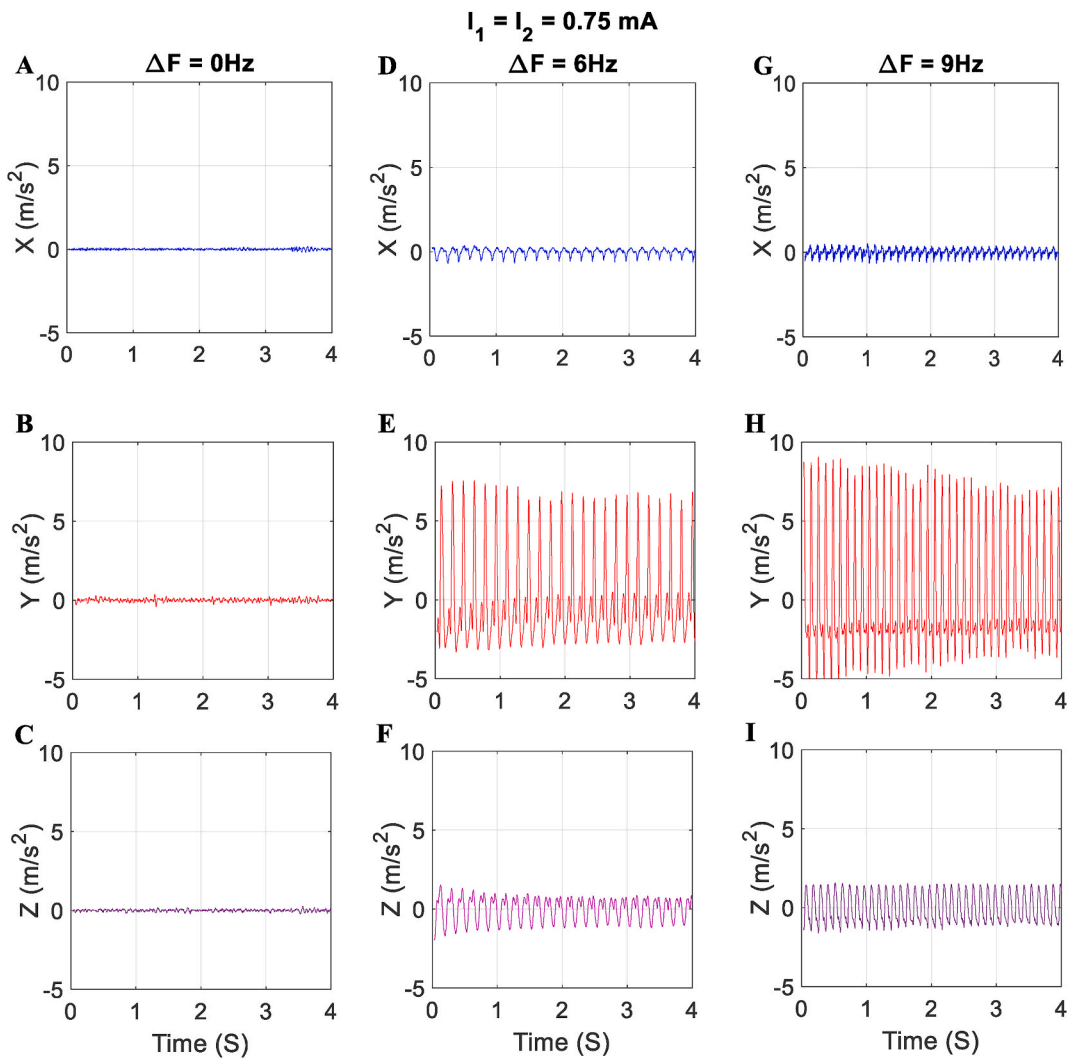 I1 = I2 = 0.75 mA
A ΔF = 0Hz D ΔF = 6Hz G ΔF = 9Hz
10 10 10
5 5 5
X (m/s2) X (m/s2) X (m/s2)
0 0 0
-5 -5 -5
0 1 2 3 4 0 1 2 3 4 0 1 2 3 4
B E H
10 10 10
5 5 5
Y (m/s2) Y (m/s2) Y (m/s2)
0 0 0
-5 -5 -5
0 1 2 3 4 0 1 2 3 4 0 1 2 3 4
C F I
10 10 10
5 5 5
Z (m/s2) Z (m/s2) Z (m/s2)
0 0 0
-5 -5 -5
0 1 2 3 4 0 1 2 3 4 0 1 2 3 4
Time (S) Time (S) Time (S)